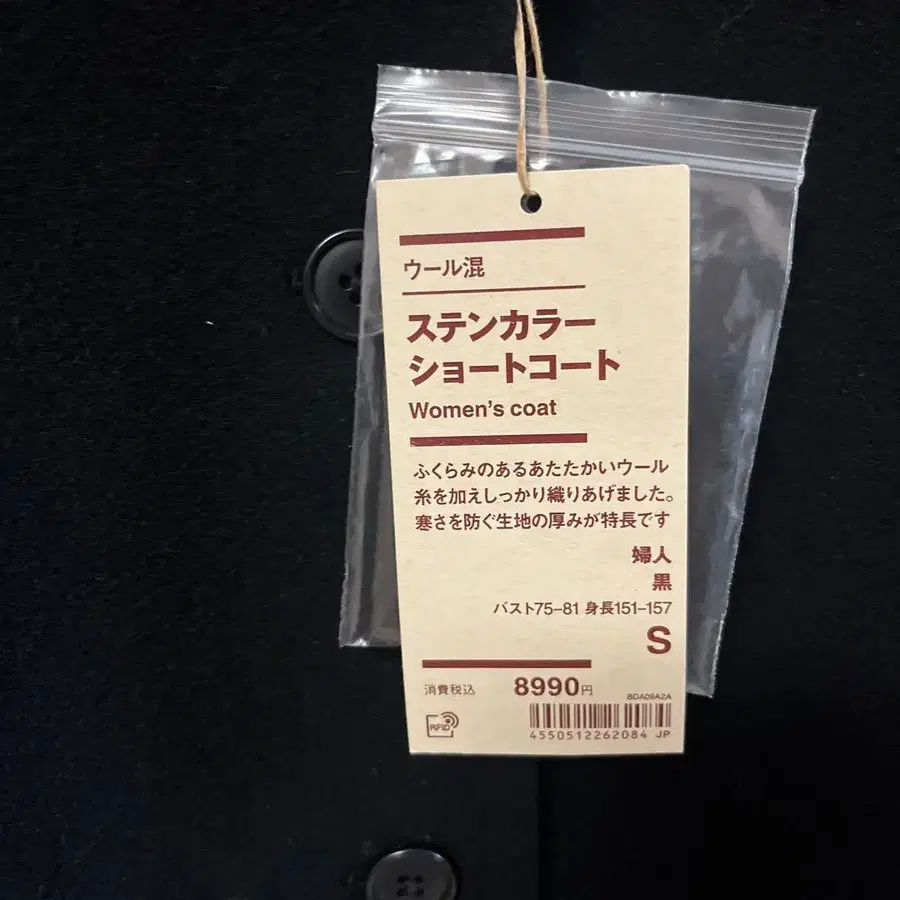 ウール混
ステンカラー
ショートコート
Women's coat
ふくらみのあるあたたかいウール
糸を加えしっかり織りあげました。
寒さを防ぐ生地の厚みが特長です
婦人
黒
バスト75–81 身長151–157
S
消費税込 8990円
BDA09A2A
RFID
4550512262084 JP